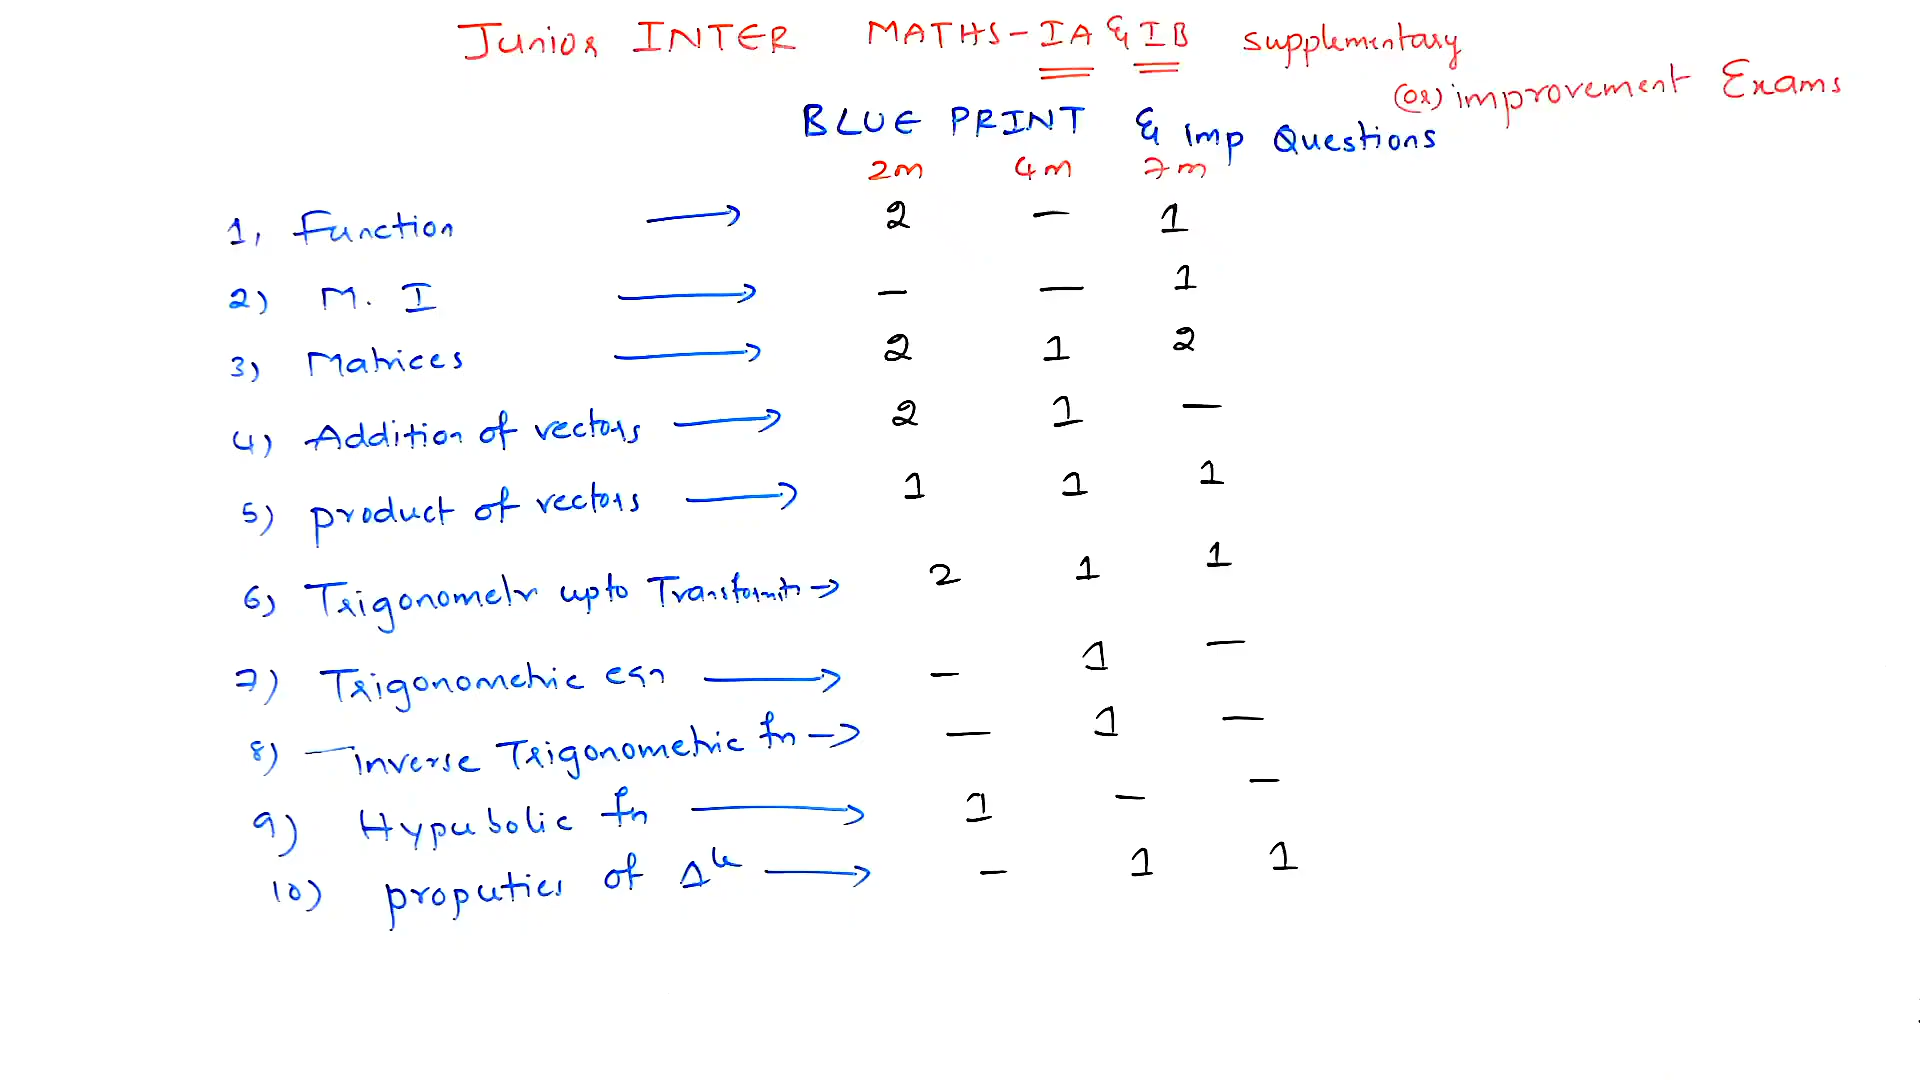 Junior INTER MATHS-IA & IB supplementary
(or) improvement Exams
BLUE PRINT & imp Questions
2m 4m 7m
1, Function → 2 — 1
2) M. I → — — 1
3) Matrices → 2 1 2
4) Addition of vectors → 2 1 —
5) product of vectors → 1 1 1
6) Trigonometr upto → 2 1 1
7) Trigonometric eqn → — 1 —
8) inverse Trigonometric fn → — 1 —
9) Hyperbolic fn → 1 — —
10) properties of Δle → — 1 1